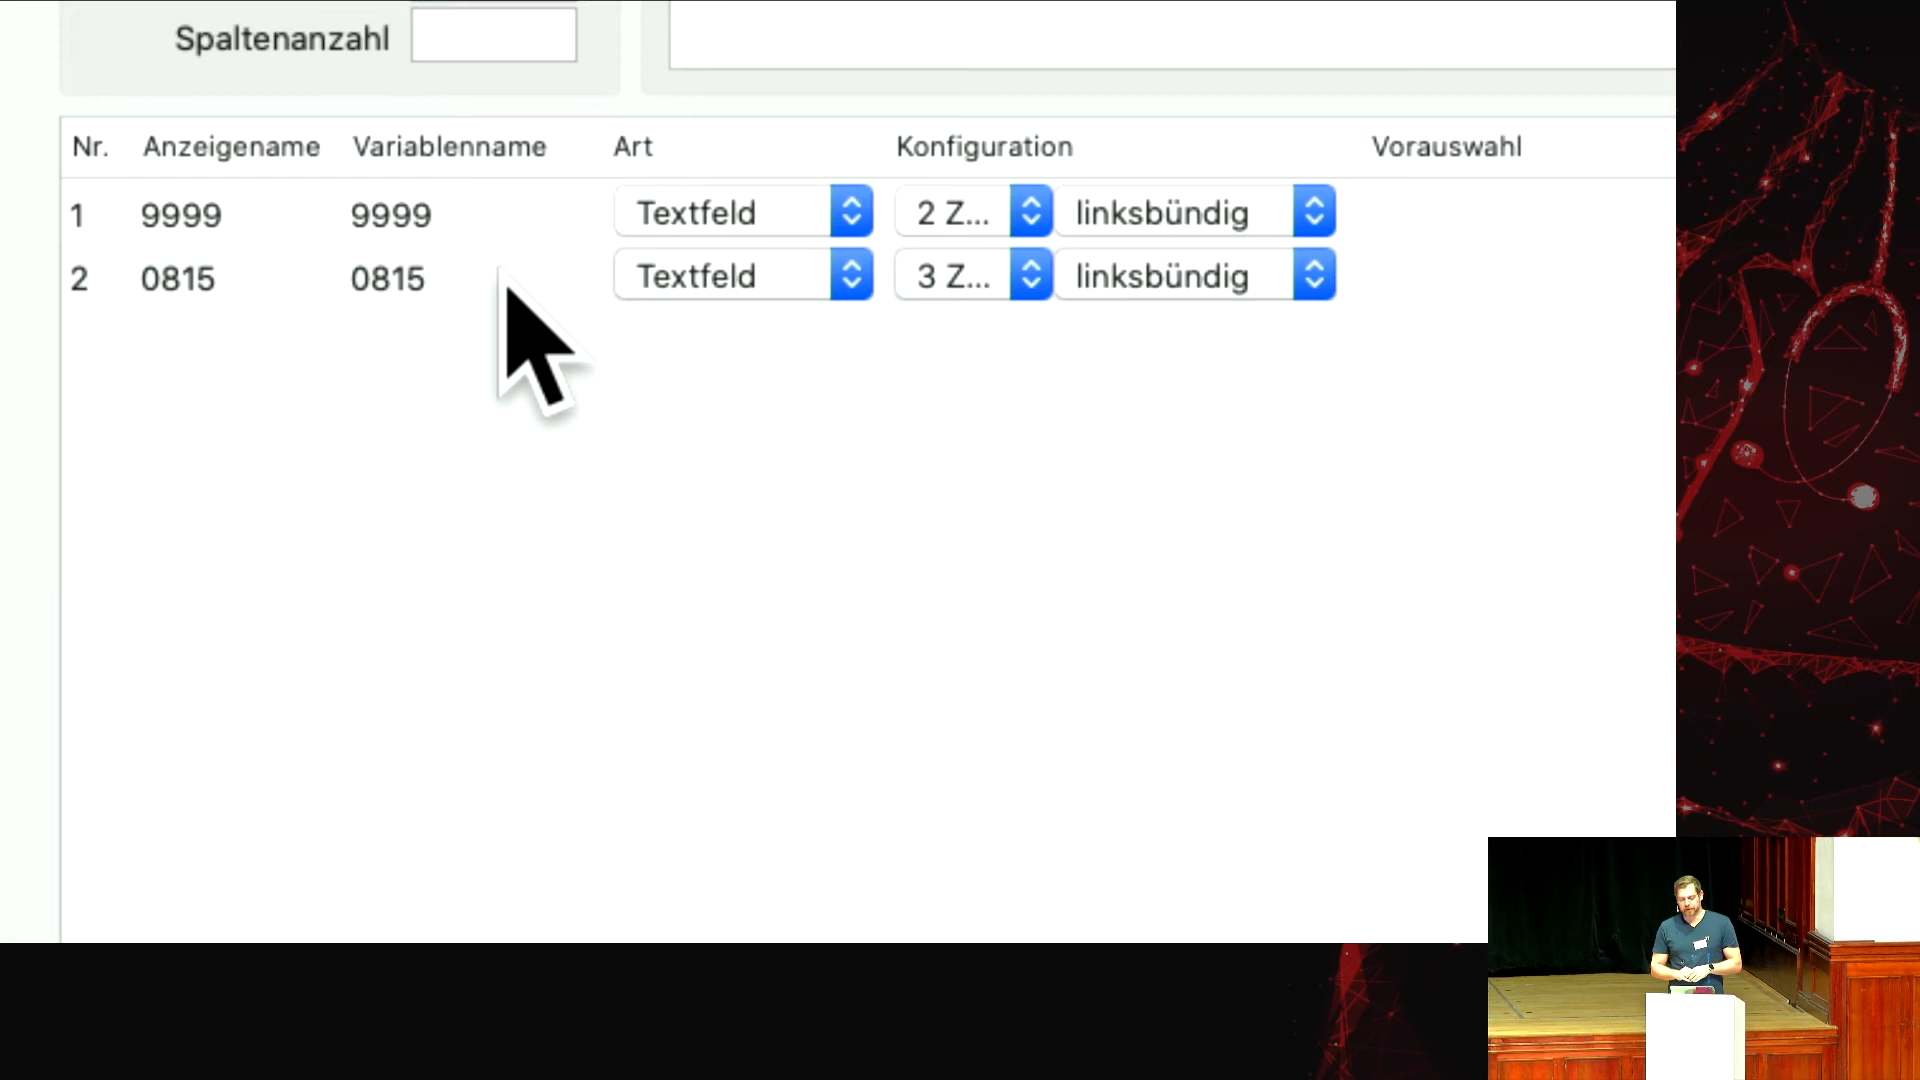 Spaltenanzahl
Nr. Anzeigename Variablenname Art Konfiguration Vorauswahl
1 9999 9999 Textfeld 2 Z... linksbündig
2 0815 0815 Textfeld 3 Z... linksbündig